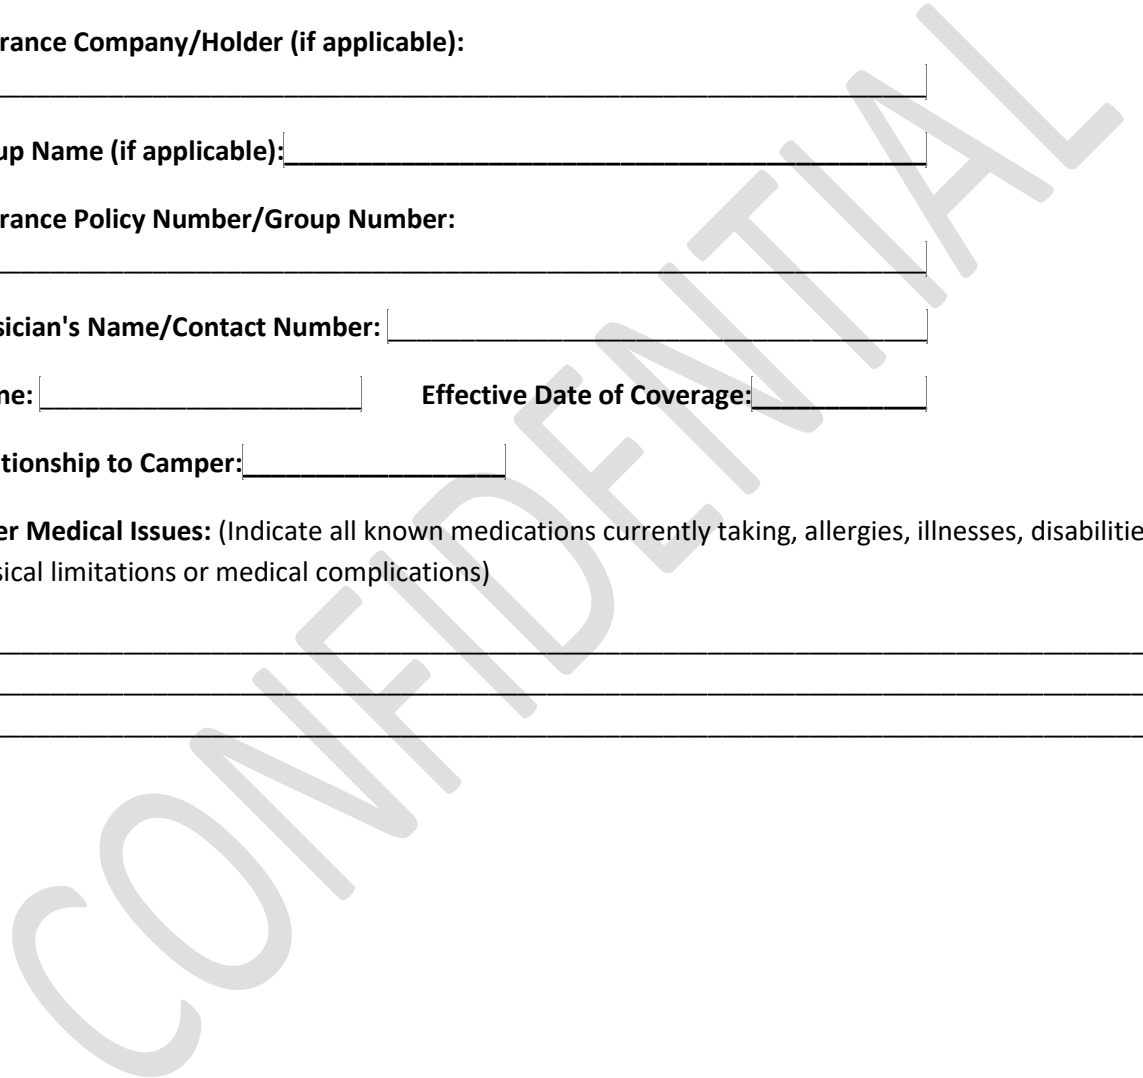 rance Company/Holder (if applicable):
up Name (if applicable):
rance Policy Number/Group Number:
sician's Name/Contact Number:
ne: Effective Date of Coverage:
tionship to Camper:
er Medical Issues: (Indicate all known medications currently taking, allergies, illnesses, disabilitie
sical limitations or medical complications)
CONFIDENTIAL